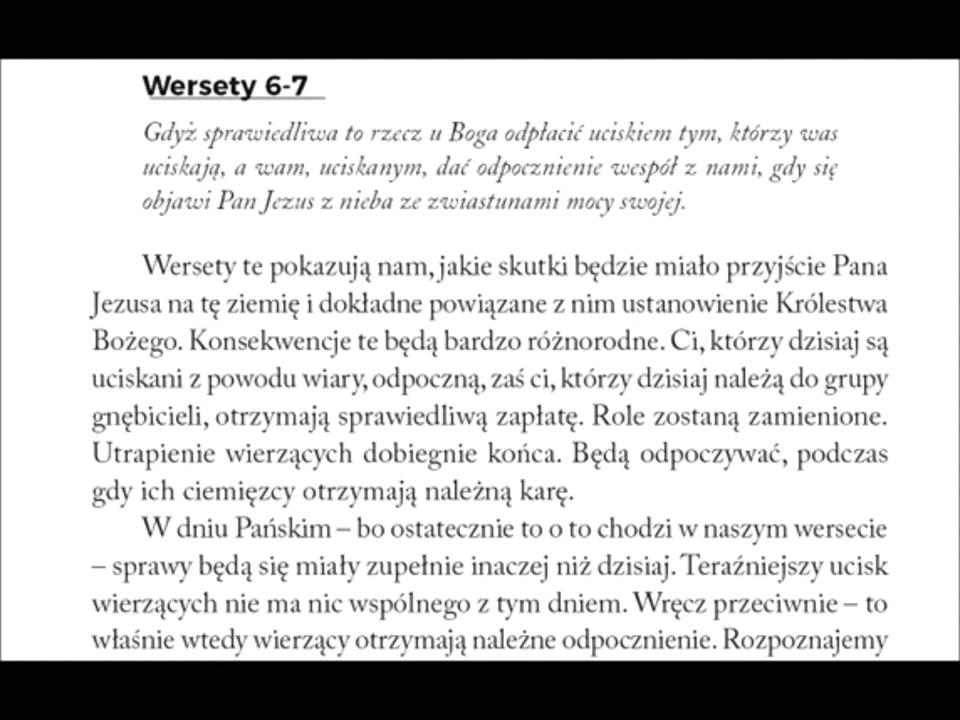 Wersety 6-7
Gdyż sprawiedliwa to rzecz u Boga odpłacić uciskiem tym, którzy was
uciskają, a wam, uciskanym, dać odpocznienie wespół z nami, gdy się
objawi Pan Jezus z nieba ze zwiastunami mocy swojej.
Wersety te pokazują nam, jakie skutki będzie miało przyjście Pana
Jezusa na tę ziemię i dokładne powiązane z nim ustanowienie Królestwa
Bożego. Konsekwencje te będą bardzo różnorodne. Ci, którzy dzisiaj są
uciskani z powodu wiary, odpoczną, zaś ci, którzy dzisiaj należą do grupy
gnębicieli, otrzymają sprawiedliwą zapłatę. Role zostaną zamienione.
Utrapienie wierzących dobiegnie końca. Będą odpoczywać, podczas
gdy ich ciemięzcy otrzymają należną karę.
W dniu Pańskim – bo ostatecznie to o to chodzi w naszym wersecie
– sprawy będą się miały zupełnie inaczej niż dzisiaj. Teraźniejszy ucisk
wierzących nie ma nic wspólnego z tym dniem. Wręcz przeciwnie – to
właśnie wtedy wierzący otrzymają należne odpocznienie. Rozpoznajemy